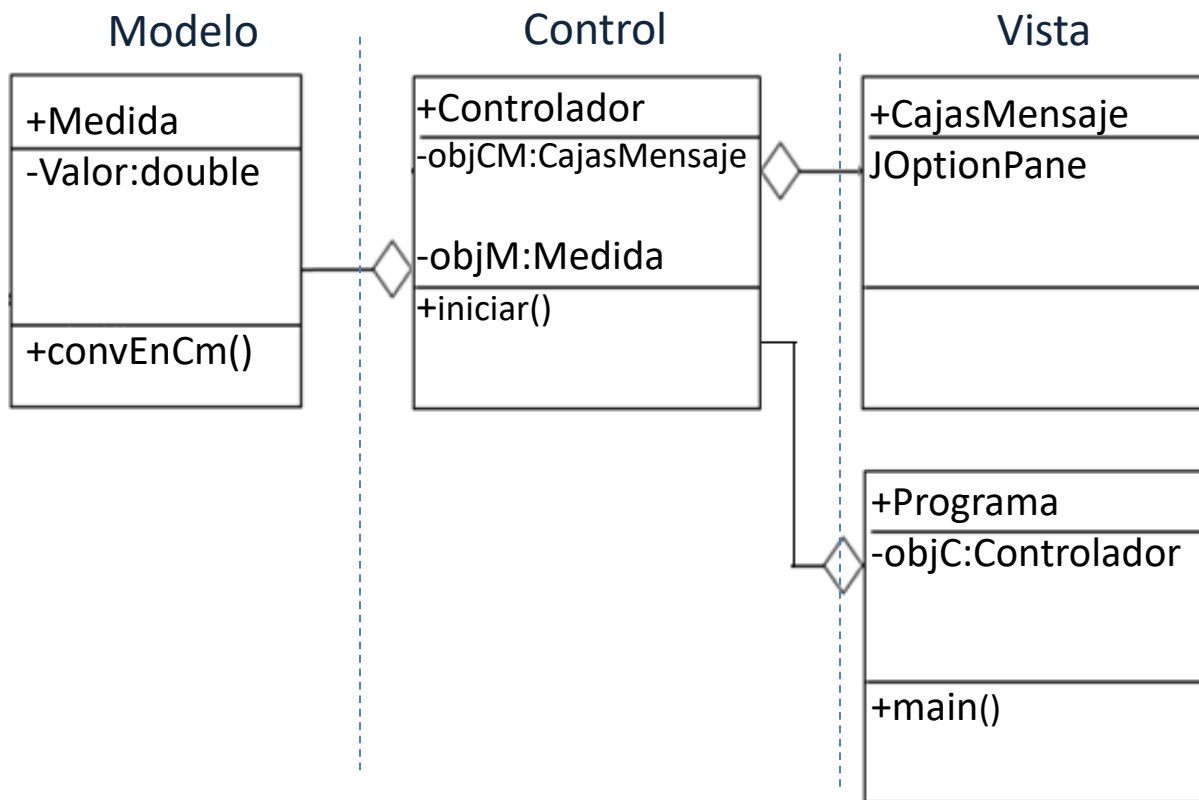 Modelo
Control
Vista
+Medida
-Valor:double
+convEnCm()
+Controlador
-objCM:CajasMensaje
-objM:Medida
+iniciar()
+CajasMensaje
JOptionPane
+Programa
-objC:Controlador
+main()